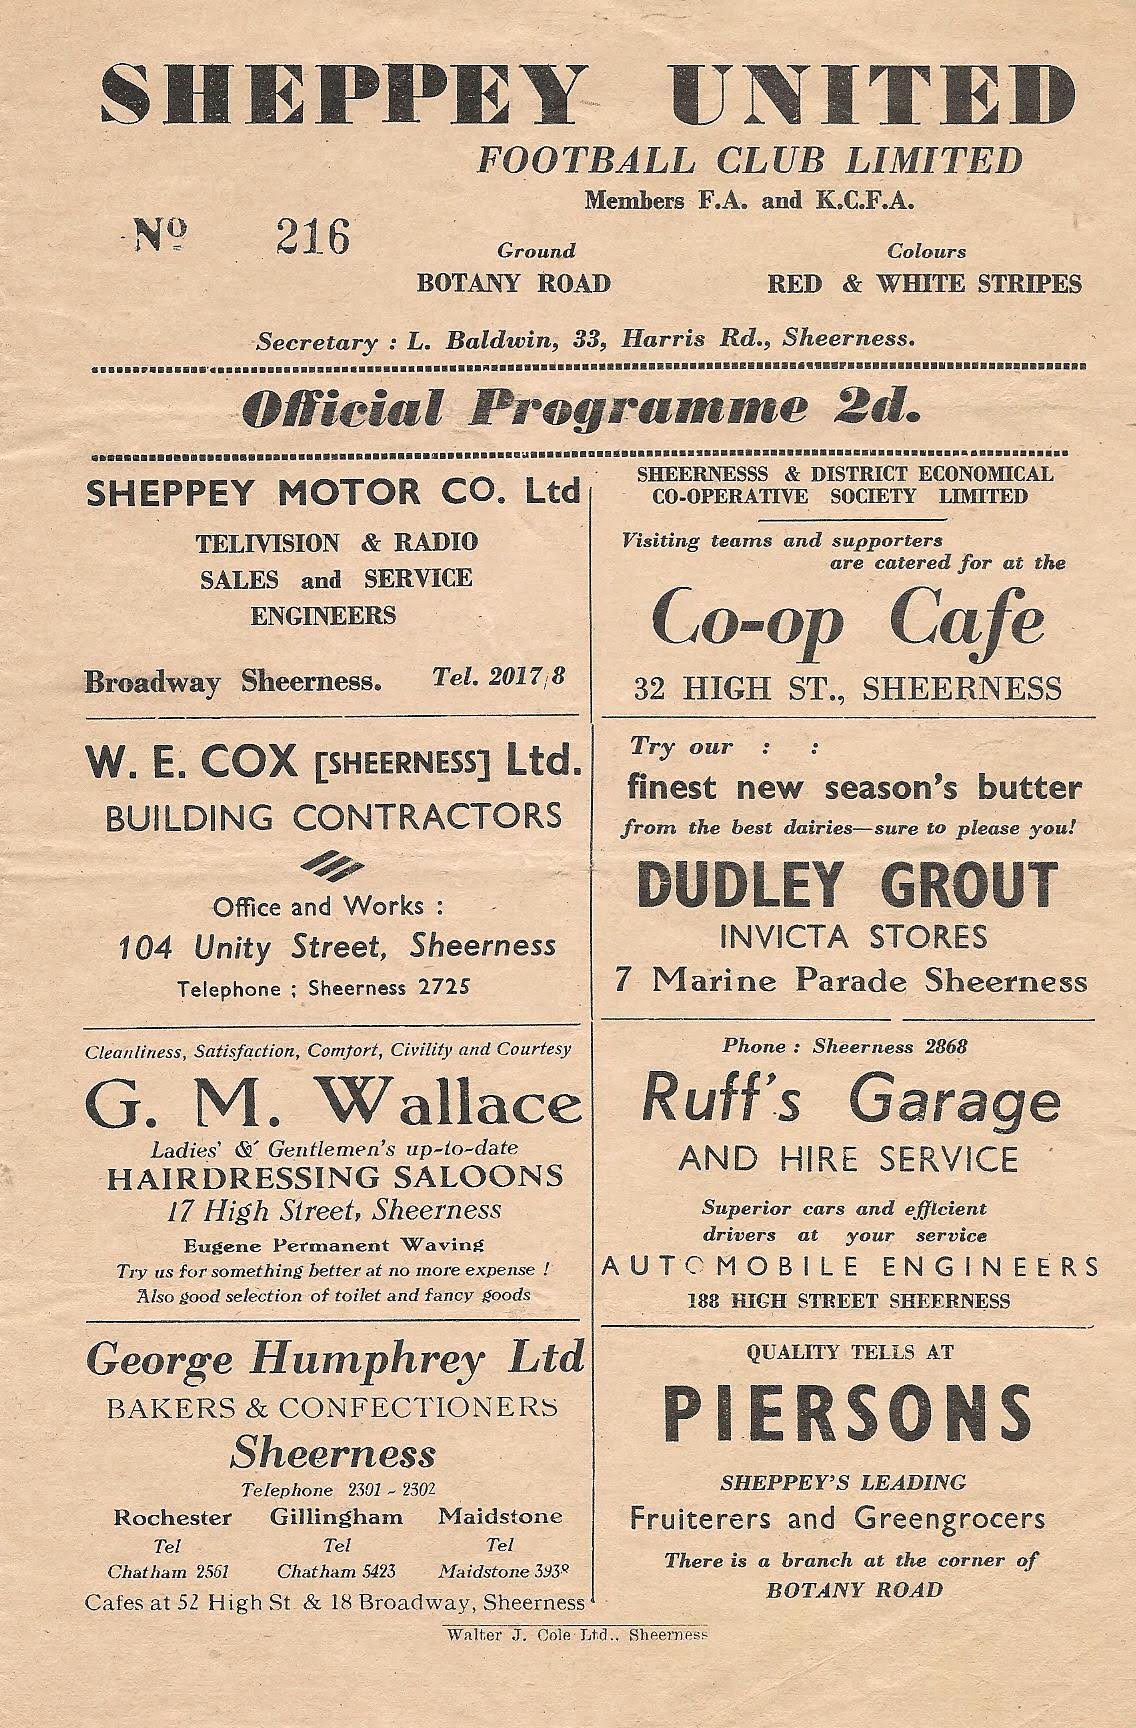 SHEPPEY UNITED
FOOTBALL CLUB LIMITED
Members F.A. and K.C.F.A.
No 216
Ground
BOTANY ROAD
Colours
RED & WHITE STRIPES
Secretary : L. Baldwin, 33, Harris Rd., Sheerness.
Official Programme 2d.
SHEPPEY MOTOR CO. Ltd
TELIVISION & RADIO
SALES and SERVICE
ENGINEERS
Broadway Sheerness. Tel. 2017/8
W. E. COX [SHEERNESS] Ltd.
BUILDING CONTRACTORS
Office and Works :
104 Unity Street, Sheerness
Telephone ; Sheerness 2725
Cleanliness, Satisfaction, Comfort, Civility and Courtesy
G. M. Wallace
Ladies' & Gentlemen's up-to-date
HAIRDRESSING SALOONS
17 High Street, Sheerness
Eugene Permanent Waving
Try us for something better at no more expense !
Also good selection of toilet and fancy goods
George Humphrey Ltd
BAKERS & CONFECTIONERS
Sheerness
Telephone 2301 - 2302
Rochester Gillingham Maidstone
Tel Tel Tel
Chatham 2561 Chatham 5423 Maidstone
Cafes at 52 High St & 18 Broadway, Sheerness
SHEERNESSS & DISTRICT ECONOMICAL
CO-OPERATIVE SOCIETY LIMITED
Visiting teams and supporters
are catered for at the
Co-op Cafe
32 HIGH ST., SHEERNESS
Try our : :
finest new season's butter
from the best dairies—sure to please you!
DUDLEY GROUT
INVICTA STORES
7 Marine Parade Sheerness
Phone : Sheerness 2868
Ruff's Garage
AND HIRE SERVICE
Superior cars and efficient
drivers at your service
AUTOMOBILE ENGINEERS
188 HIGH STREET SHEERNESS
QUALITY TELLS AT
PIERSONS
SHEPPEY'S LEADING
Fruiterers and Greengrocers
There is a branch at the corner of
BOTANY ROAD
Walter J. Cole Ltd., Sheerness